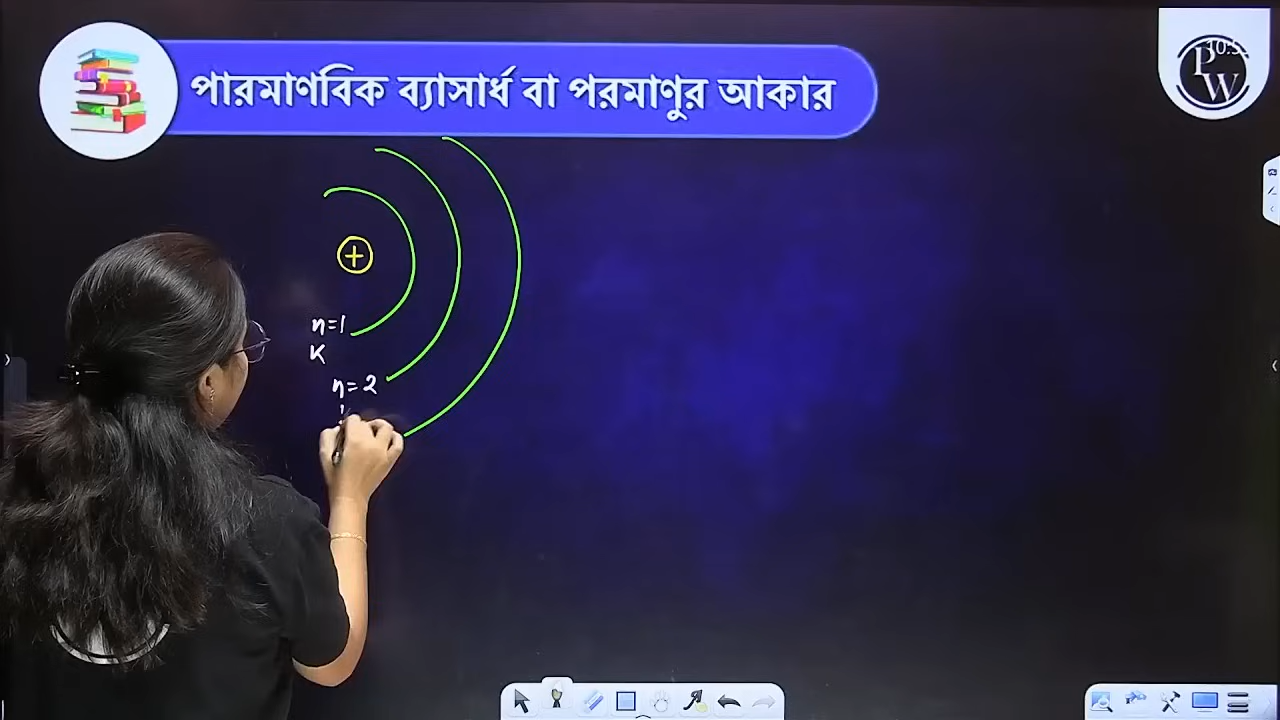 পারমাণবিক ব্যাসার্ধ বা পরমাণুর আকার
PW
+
n=1
K
n=2